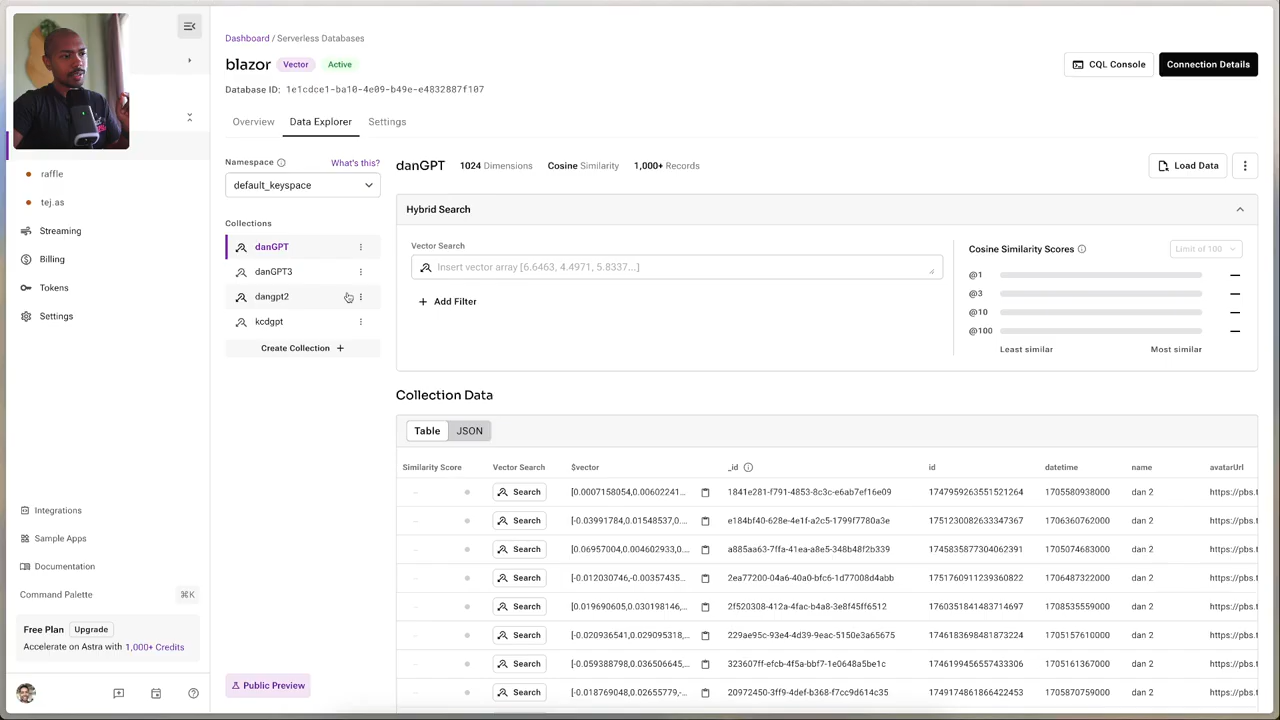 Dashboard / Serverless Databases
blazor Vector Active
CQL Console
Connection Details
Database ID: 1e1cdce1-ba10-4e09-b49e-e4832887f107
Overview Data Explorer Settings
raffle
tej.as
Streaming
Billing
Tokens
Settings
Integrations
Sample Apps
Documentation
Command Palette ⌘K
Free Plan Upgrade
Accelerate on Astra with 1,000+ Credits
Namespace What's this?
default_keyspace
Collections
danGPT
danGPT3
dangpt2
kcdgpt
Create Collection +
Public Preview
danGPT 1024 Dimensions Cosine Similarity 1,000+ Records
Load Data
Hybrid Search
Vector Search
Insert vector array [6.6463, 4.4971, 5.8337...]
+ Add Filter
Cosine Similarity Scores Limit of 100
@1 —
@3 —
@10 —
@100 —
Least similar Most similar
Collection Data
Table JSON
Similarity Score Vector Search $vector _id id datetime name avatarUrl
– Search [0.0007158054,0.00602241... 1841e281-f791-4853-8c3c-e6ab7ef16e09 1747959263551521264 1705580938000 dan 2 https://pbs.t
– Search [-0.03991784,0.01548537,0.... e184bf40-628e-4e1f-a2c5-1799f7780a3e 1751230082633347367 1706360762000 dan 2 https://pbs.t
– Search [0.06957004,0.004602933,0.... a885aa63-7ffa-41ea-a8e5-348b48f2b339 1745835877304062391 1705074683000 dan 2 https://pbs.t
– Search [-0.012030746,-0.00357435... 2ea77200-04a6-40a0-bfc6-1d77008d4abb 1751760911239360822 1706487322000 dan 2 https://pbs.t
– Search [0.019690605,0.030198146,... 2f520308-412a-4fac-b4a8-3e8f45ff6512 1760351841483714697 1708535559000 dan 2 https://pbs.t
– Search [-0.020936541,0.029095318,... 229ae95c-93e4-4d39-9eac-5150e3a65675 1746183698481873224 1705157610000 dan 2 https://pbs.t
– Search [-0.059388798,0.036506645,... 323607ff-efcb-4f5a-bbf7-1e0648a5be1c 1746199456557433306 1705161367000 dan 2 https://pbs.t
– Search [-0.018769048,0.02655779,-... 20972450-3ff9-4def-b368-f7cc9d614c35 1749174861866422453 1705870759000 dan 2 https://pbs.t